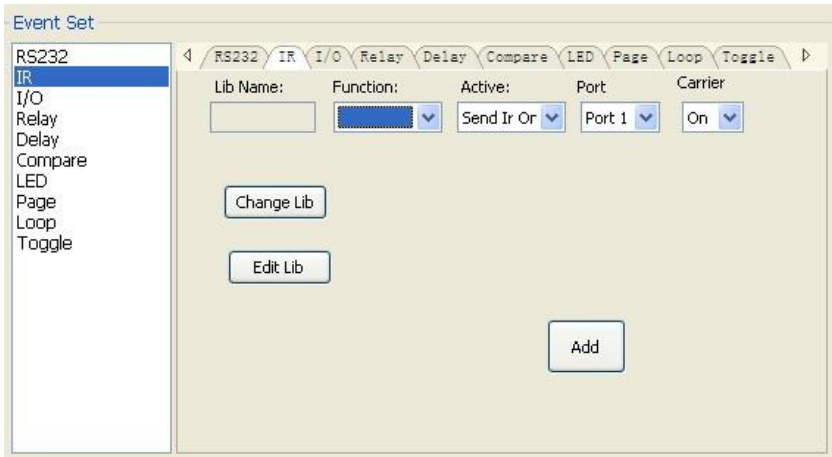 Event Set
RS232
IR
I/O
Relay
Delay
Compare
LED
Page
Loop
Toggle
RS232 IR I/O Relay Delay Compare LED Page Loop Toggle
Lib Name: Function: Active: Port Carrier
Send Ir Or Port 1 On
Change Lib
Edit Lib
Add